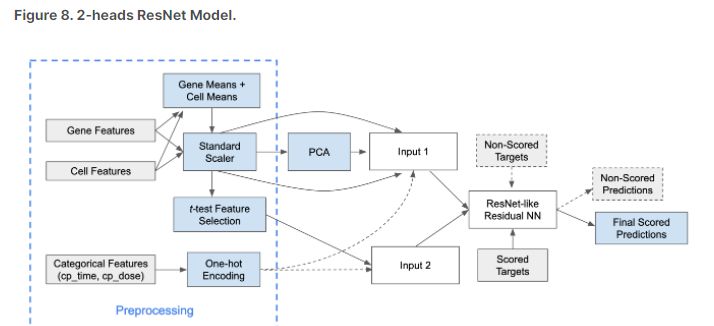 Figure 8. 2-heads ResNet Model.
Gene Means +
Cell Means
Gene Features
Cell Features
Standard
Scaler
PCA
Input 1
Non-Scored
Targets
Non-Scored
Predictions
ResNet-like
Residual NN
Final Scored
Predictions
t-test Feature
Selection
Categorical Features
(cp_time, cp_dose)
One-hot
Encoding
Input 2
Scored
Targets
Preprocessing